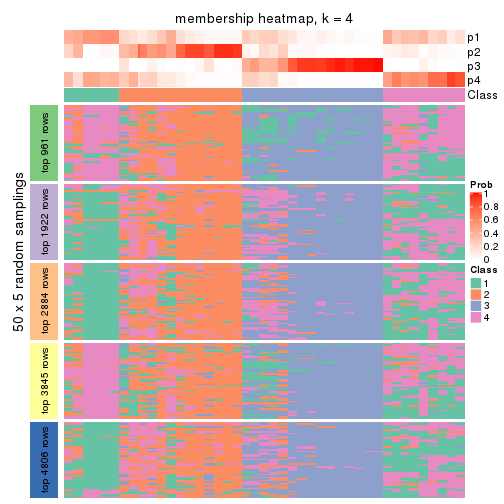 membership heatmap, k = 4
p1
p2
p3
p4
Class
50 x 5 random samplings
top 961 rows
top 1922 rows
top 2884 rows
top 3845 rows
top 4806 rows
Prob
1
0.8
0.6
0.4
0.2
0
Class
1
2
3
4